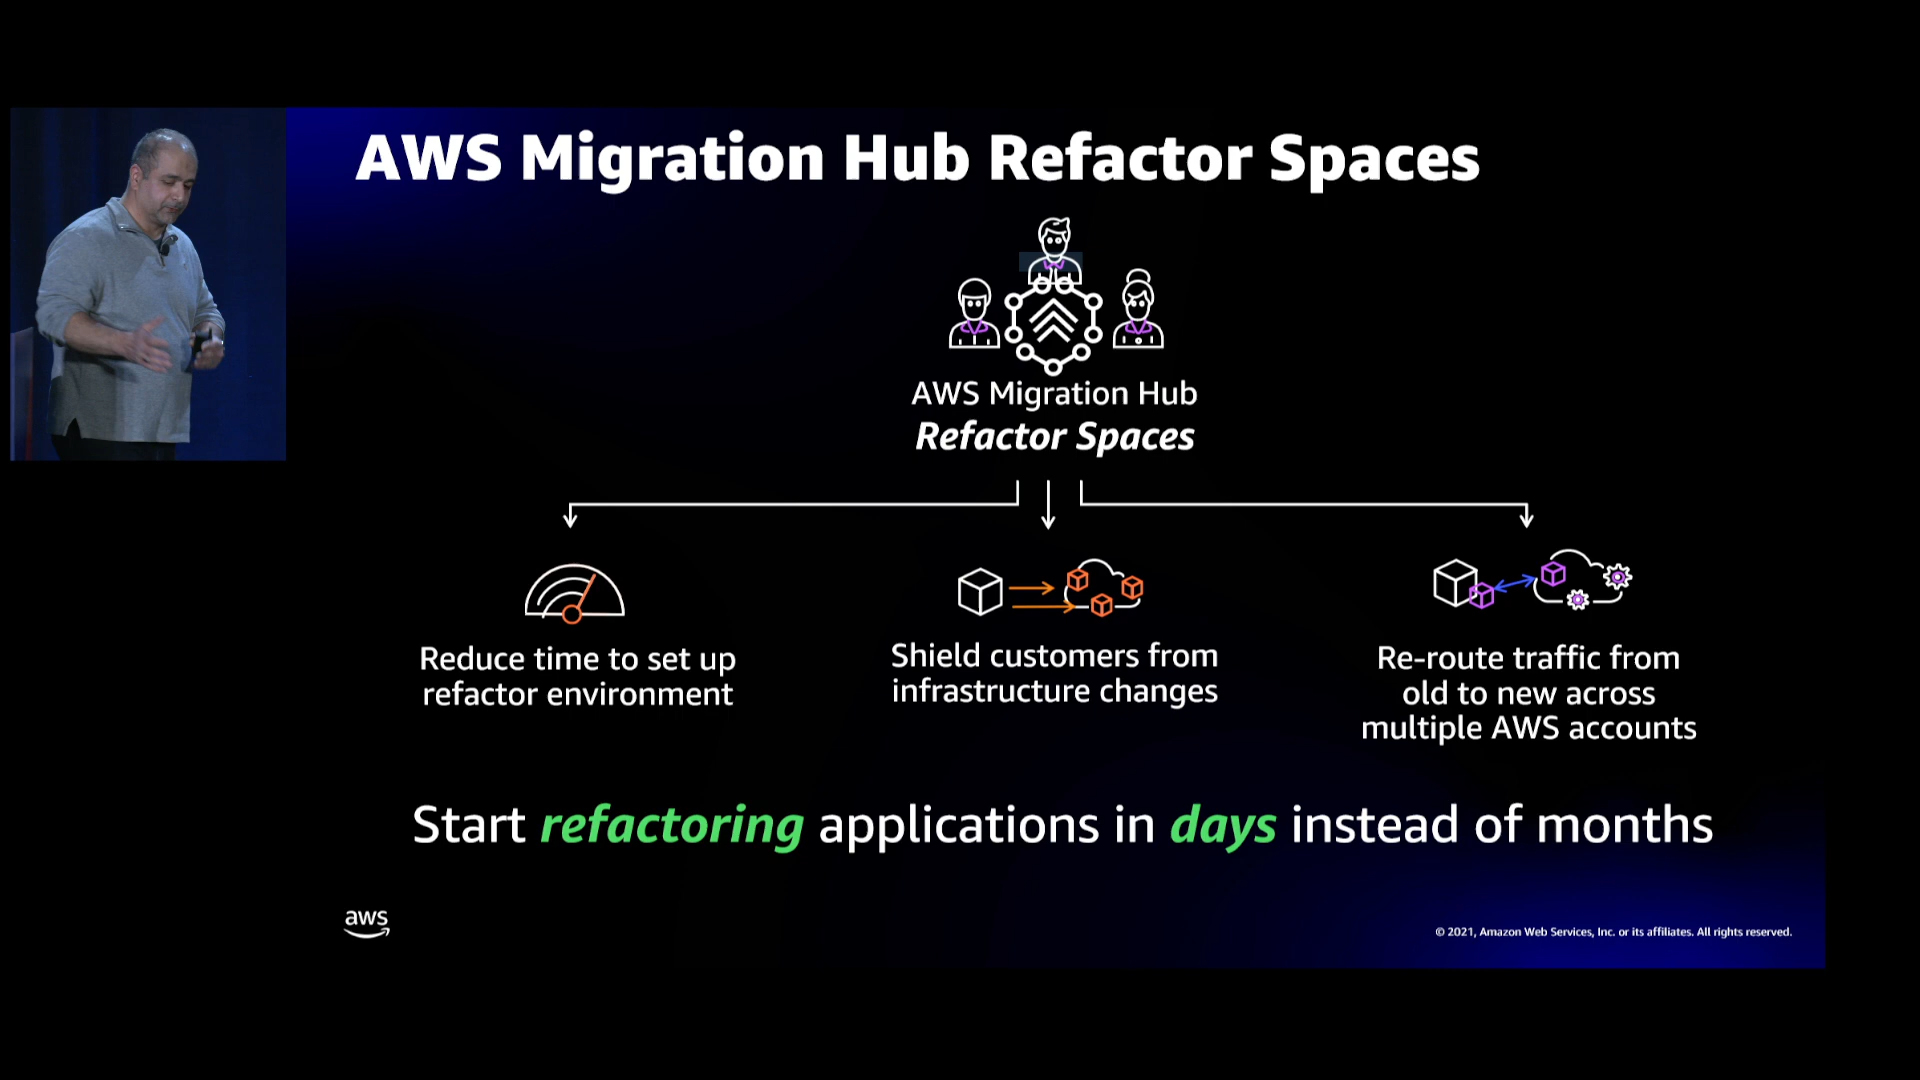 AWS Migration Hub Refactor Spaces
AWS Migration Hub
Refactor Spaces
Reduce time to set up
refactor environment
Shield customers from
infrastructure changes
Re-route traffic from
old to new across
multiple AWS accounts
Start refactoring applications in days instead of months
aws
© 2021, Amazon Web Services, Inc. or its affiliates. All rights reserved.